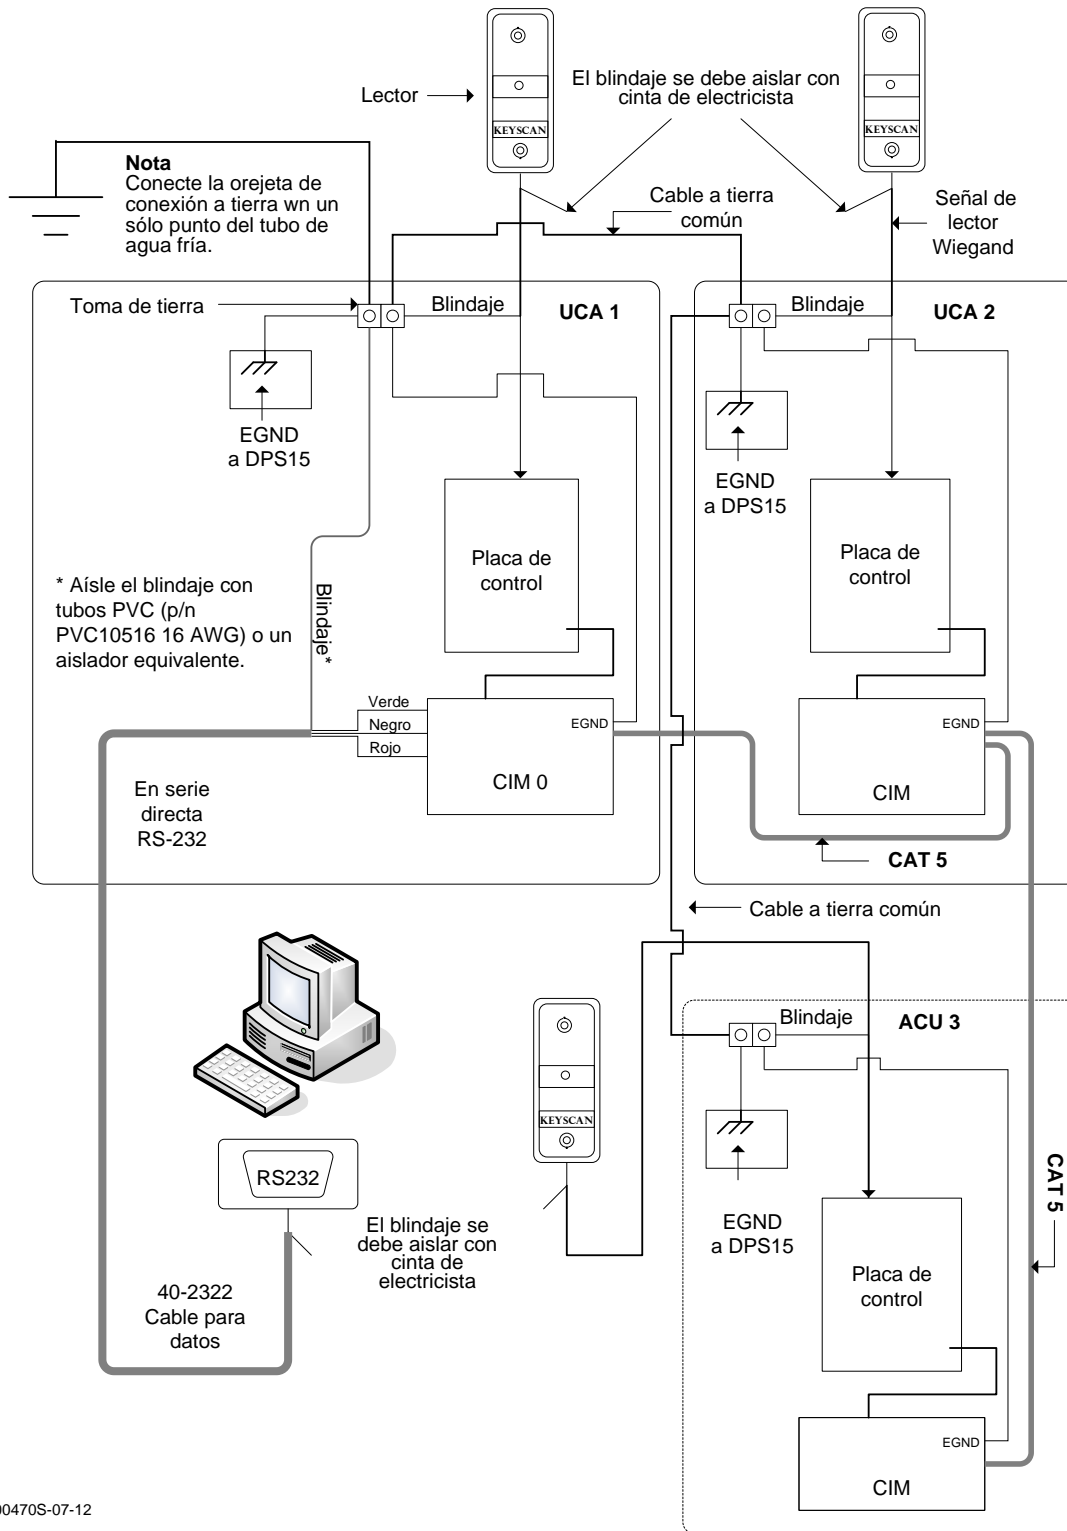 Lector
KEYSCAN
El blindaje se debe aislar con
cinta de electricista
KEYSCAN
Nota
Conecte la orejeta de
conexión a tierra wn un
sólo punto del tubo de
agua fría.
Cable a tierra
común
Señal de
lector
Wiegand
Toma de tierra
Blindaje
UCA 1
Blindaje
UCA 2
EGND
a DPS15
EGND
a DPS15
Placa de
control
Placa de
control
* Aísle el blindaje con
tubos PVC (p/n
PVC10516 16 AWG) o un
aislador equivalente.
Blindaje*
Verde
Negro
Rojo
EGND
CIM 0
EGND
CIM
En serie
directa
RS-232
CAT 5
Cable a tierra común
Blindaje
ACU 3
KEYSCAN
RS232
El blindaje se
debe aislar con
cinta de
electricista
EGND
a DPS15
CAT 5
40-2322
Cable para
datos
Placa de
control
EGND
CIM
00470S-07-12